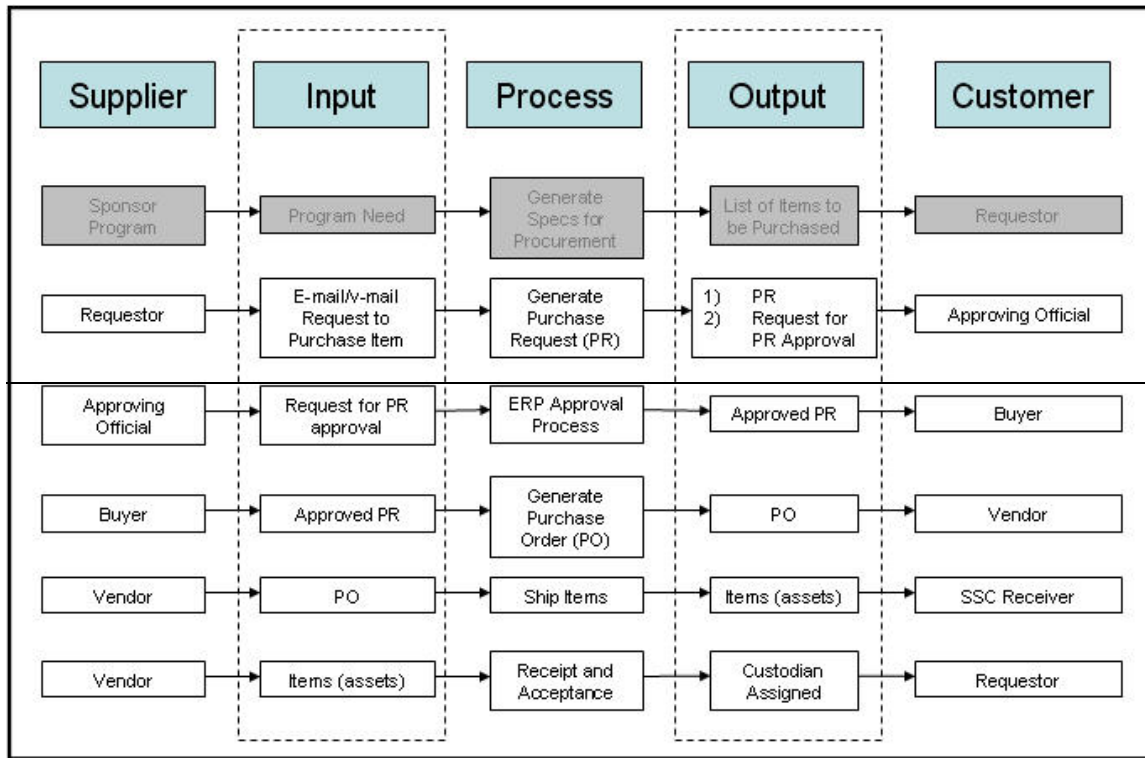 Supplier
Input
Process
Output
Customer
Sponsor
Program
Program Need
Generate
Specs for
Procurement
List of Items to
be Purchased
Requestor
Requestor
E-mail/v-mail
Request to
Purchase Item
Generate
Purchase
Request (PR)
1) PR
2) Request for
PR Approval
Approving Official
Approving
Official
Request for PR
approval
ERP Approval
Process
Approved PR
Buyer
Buyer
Approved PR
Generate
Purchase
Order (PO)
PO
Vendor
Vendor
PO
Ship Items
Items (assets)
SSC Receiver
Vendor
Items (assets)
Receipt and
Acceptance
Custodian
Assigned
Requestor